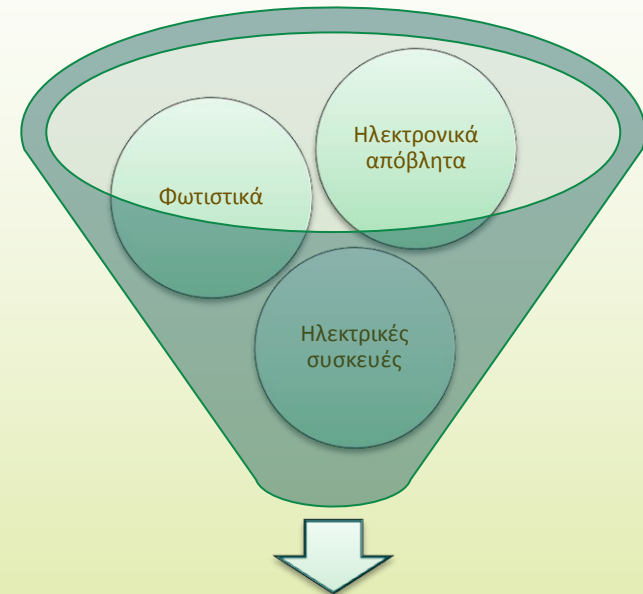 Ηλεκτρονικά
απόβλητα
Φωτιστικά
Ηλεκτρικές
συσκευές